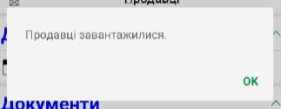 Продавці
Продавці завантажилися.
OK
Документи